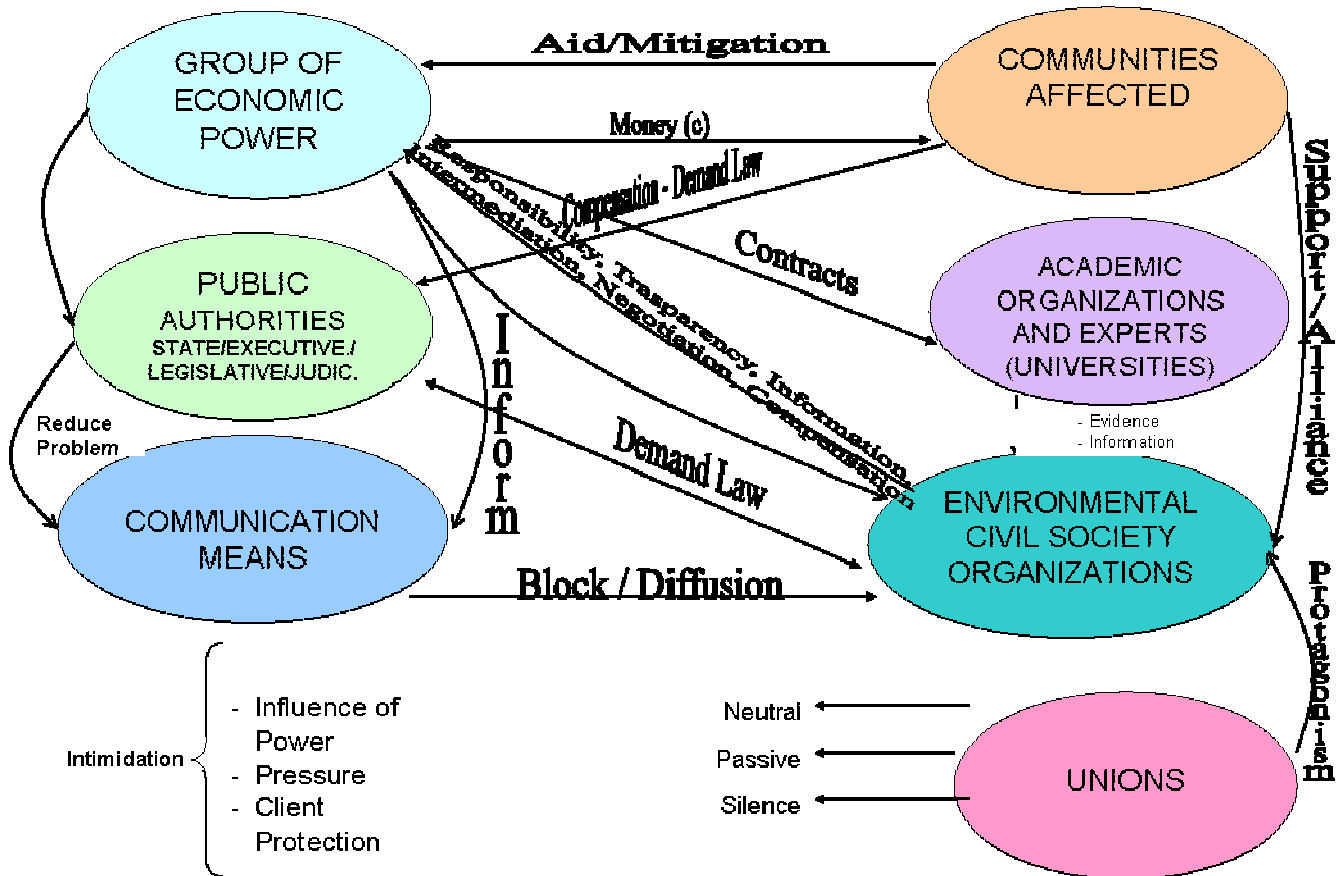 Aid/Mitigation
GROUP OF
ECONOMIC
POWER
COMMUNITIES
AFFECTED
Money (c)
Compensation - Demand Law
Responsibility, Trasparency, Information,
Intermediation, Negotiation, Compensation
Contracts
Support/Alliance
PUBLIC
AUTHORITIES
STATE/EXECUTIVE./
LEGISLATIVE/JUDIC.
ACADEMIC
ORGANIZATIONS
AND EXPERTS
(UNIVERSITIES)
Inform
Reduce
Problem
- Evidence
- Information
Demand Law
COMMUNICATION
MEANS
ENVIRONMENTAL
CIVIL SOCIETY
ORGANIZATIONS
Block / Diffusion
Intimidation
- Influence of
Power
- Pressure
- Client
Protection
Neutral
Passive
Silence
UNIONS